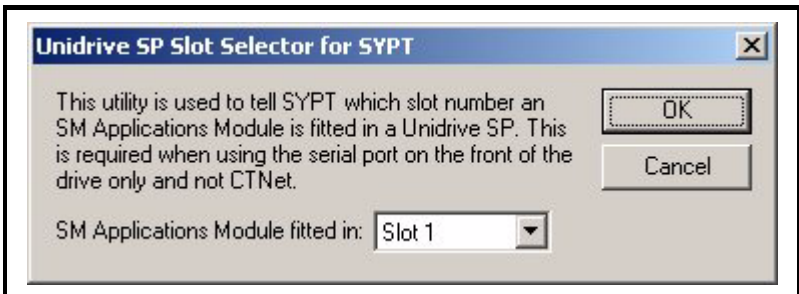 Unidrive SP Slot Selector for SYPT
This utility is used to tell SYPT which slot number an
SM Applications Module is fitted in a Unidrive SP. This
is required when using the serial port on the front of the
drive only and not CTNet.
OK
Cancel
SM Applications Module fitted in: Slot 1